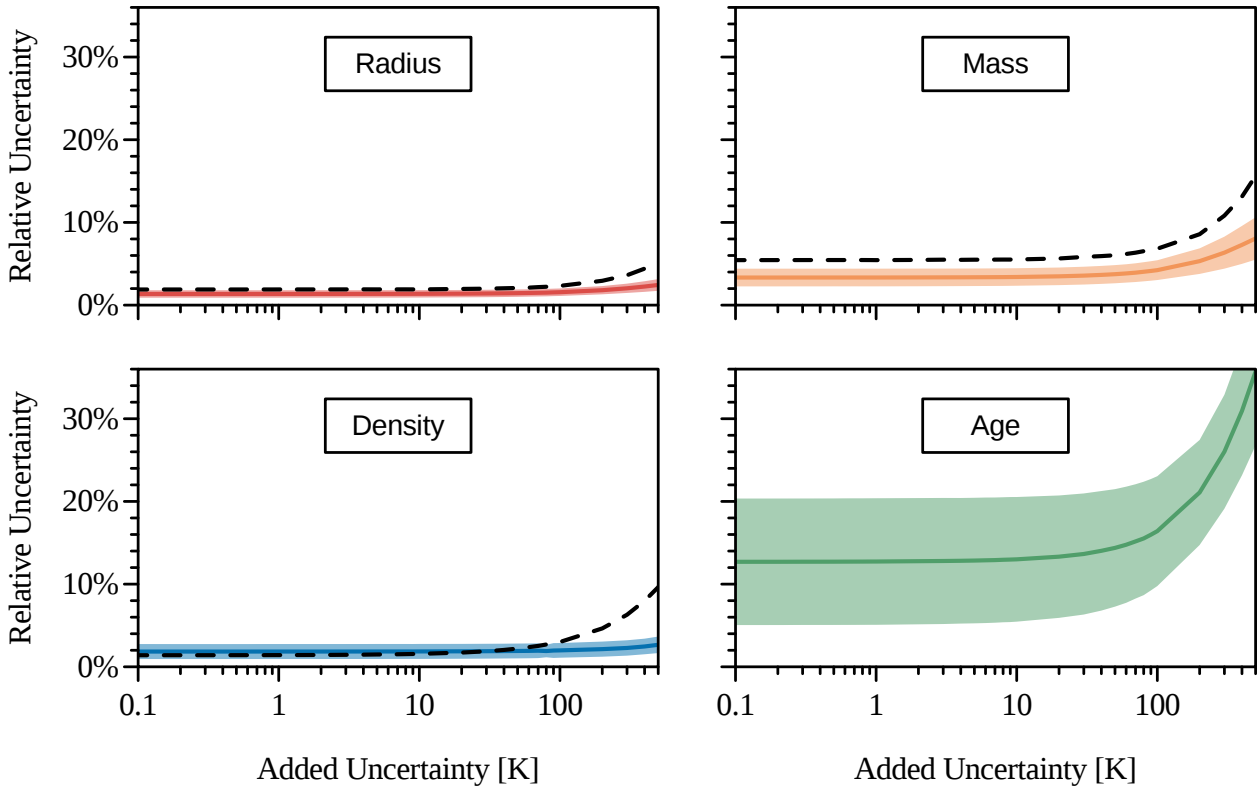 Radius
Mass
Relative Uncertainty
30%
20%
10%
0%
Density
Age
Relative Uncertainty
30%
20%
10%
0%
0.1 1 10 100
0.1 1 10 100
Added Uncertainty [K]
Added Uncertainty [K]